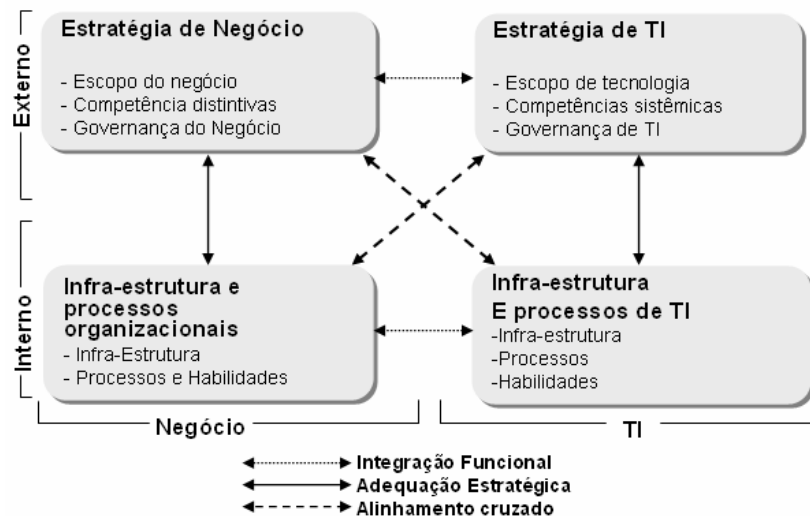 Externo
Estratégia de Negócio
- Escopo do negócio
- Competência distintivas
- Governança do Negócio
Estratégia de TI
- Escopo de tecnologia
- Competências sistêmicas
- Governança de TI
Interno
Infra-estrutura e
processos
organizacionais
- Infra-Estrutura
- Processos e Habilidades
Infra-estrutura
E processos de TI
-Infra-estrutura
-Processos
-Habilidades
Negócio
TI
Integração Funcional
Adequação Estratégica
Alinhamento cruzado